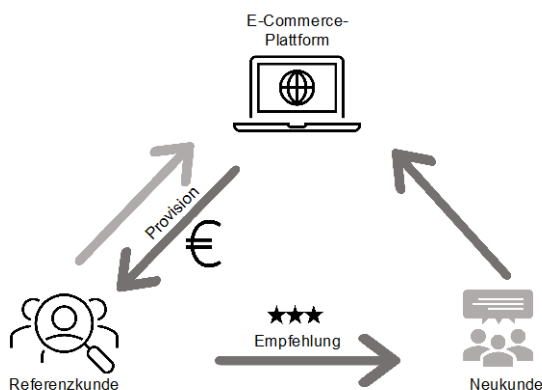 E-Commerce-
Plattform
Provision
€
Empfehlung
Referenzkunde
Neukunde